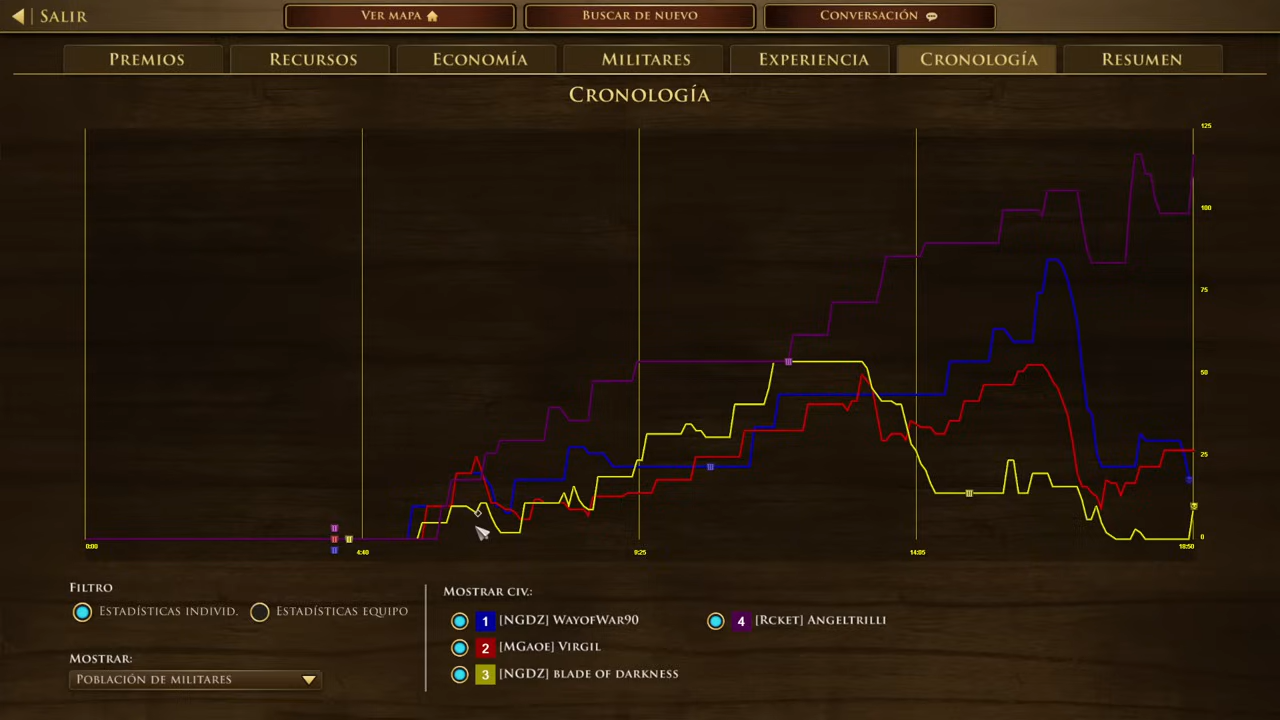 Salir
Ver mapa
Buscar de nuevo
Conversación
Premios
Recursos
Economía
Militares
Experiencia
Cronología
Resumen
Cronología
125
100
75
50
25
0
0:00
4:40
9:25
14:05
18:50
Filtro
Estadísticas individ.
Estadísticas equipo
Mostrar:
Población de militares
Mostrar civ.:
1 [NGDZ] WayofWar90
2 [MGaoe] Virgil
3 [NGDZ] blade of darkness
4 [Rcket] Angeltrilli